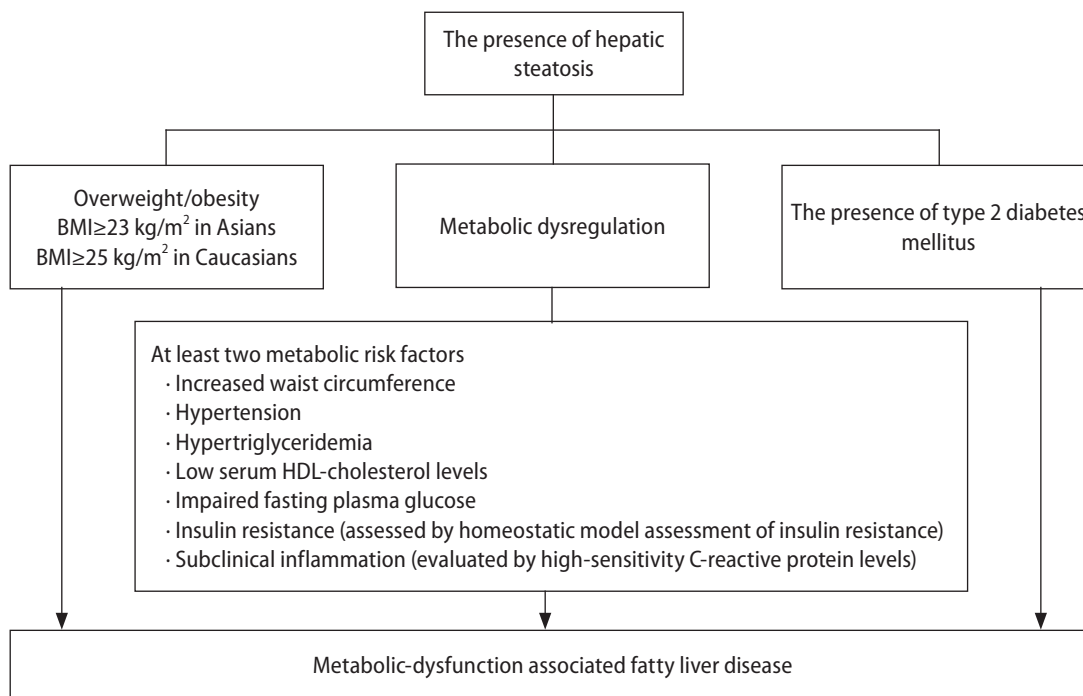 The presence of hepatic
steatosis
Overweight/obesity
BMI≥23 kg/m² in Asians
BMI≥25 kg/m² in Caucasians
Metabolic dysregulation
The presence of type 2 diabetes
mellitus
At least two metabolic risk factors
· Increased waist circumference
· Hypertension
· Hypertriglyceridemia
· Low serum HDL-cholesterol levels
· Impaired fasting plasma glucose
· Insulin resistance (assessed by homeostatic model assessment of insulin resistance)
· Subclinical inflammation (evaluated by high-sensitivity C-reactive protein levels)
Metabolic-dysfunction associated fatty liver disease